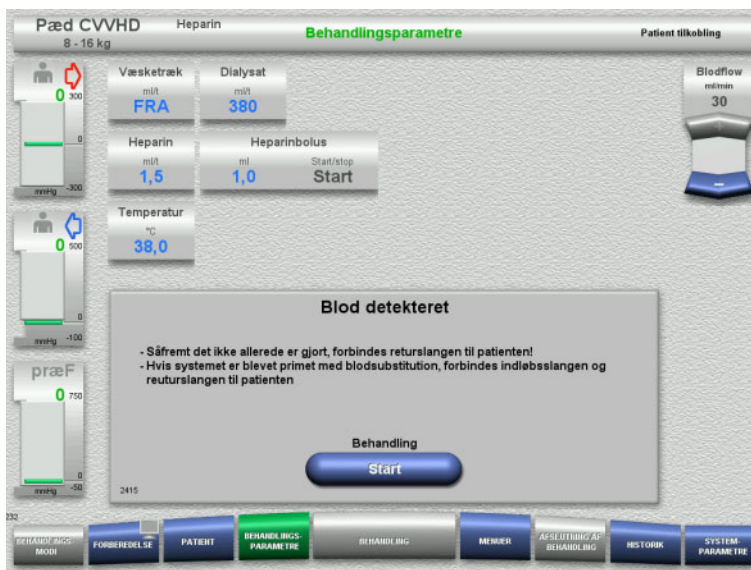 Pæd CVVHD Heparin Behandlingsparametre Patient tilkobling
8 - 16 kg
0 300
0
mmHg -300
Væsketræk
ml/t
FRA
Dialysat
ml/t
380
Blodflow
ml/min
30
Heparin
ml/t
1,5
Heparinbolus
ml Start/stop
1,0 Start
Temperatur
°C
38,0
0 500
0
mmHg -100
præF
0 750
0
mmHg -50
Blod detekteret
- Såfremt det ikke allerede er gjort, forbindes returslangen til patienten!
- Hvis systemet er blevet primet med blodsubstitution, forbindes indløbsslangen og
reuturslangen til patienten
Behandling
Start
2415
232
BEHANDLINGS-
MODI
FORBEREDELSE
PATIENT
BEHANDLINGS-
PARAMETRE
BEHANDLING
MENUER
AFSLUTNING AF
BEHANDLING
HISTORIK
SYSTEM-
PARAMETRE